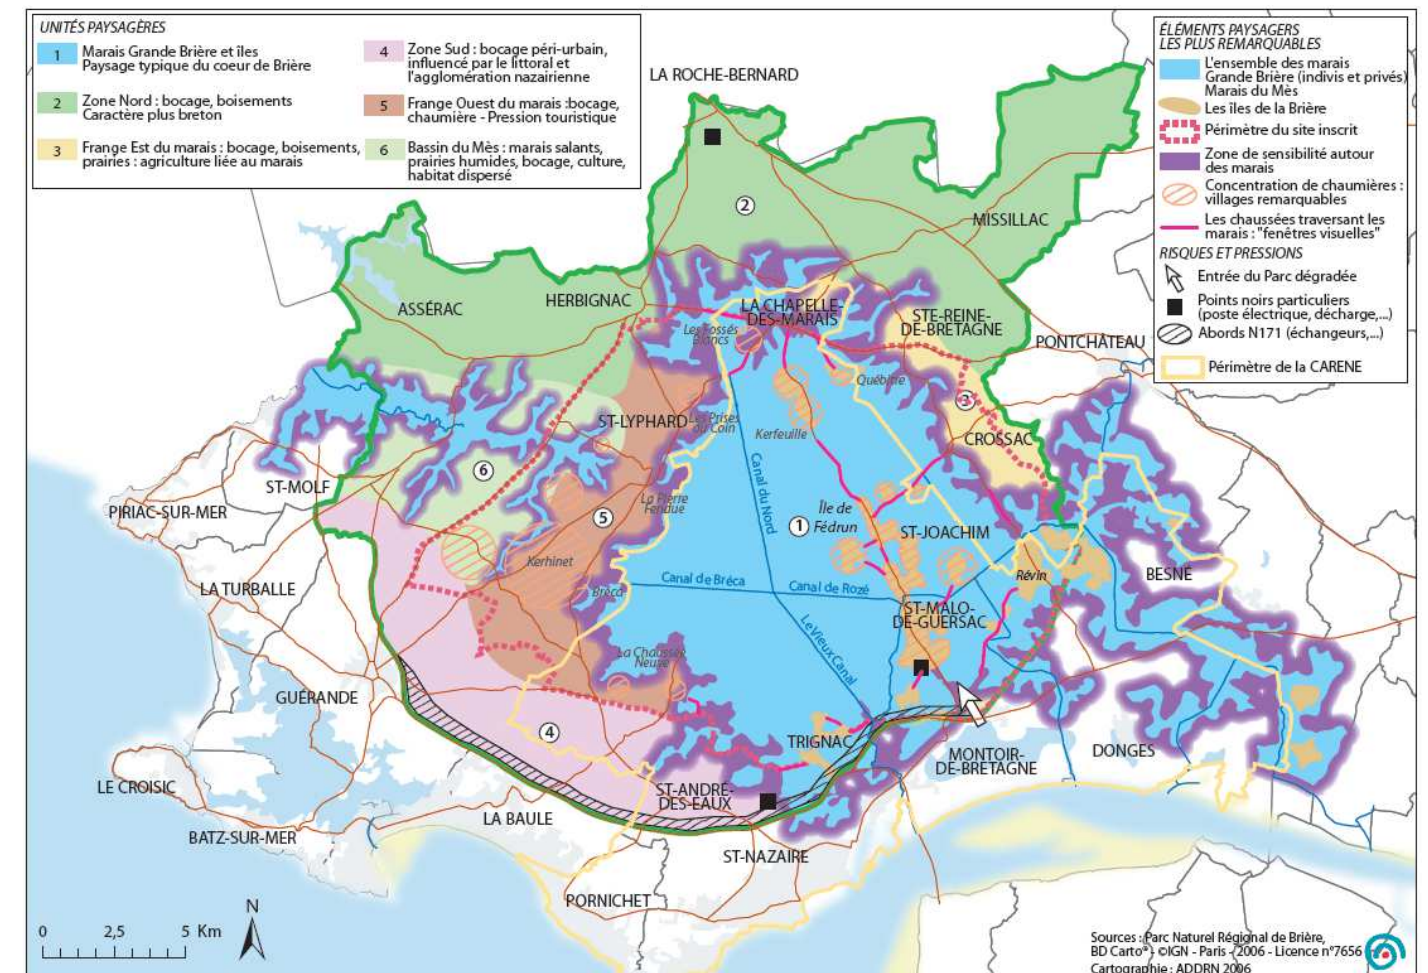 UNITÉS PAYSAGÈRES
1
Marais Grande Brière et îles
Paysage typique du coeur de Brière
2
Zone Nord : bocage, boisements
Caractère plus breton
3
Frange Est du marais : bocage, boisements,
prairies : agriculture liée au marais
4
Zone Sud : bocage péri-urbain,
influencé par le littoral et
l'agglomération nazairienne
5
Frange Ouest du marais :bocage,
chaumière - Pression touristique
6
Bassin du Mès : marais salants,
prairies humides, bocage, culture,
habitat dispersé
ÉLÉMENTS PAYSAGERS
LES PLUS REMARQUABLES
L'ensemble des marais
Grande Brière (indivis et privés)
Marais du Mès
Les îles de la Brière
Périmètre du site inscrit
Zone de sensibilité autour
des marais
Concentration de chaumières :
villages remarquables
Les chaussées traversant les
marais : "fenêtres visuelles"
RISQUES ET PRESSIONS
Entrée du Parc dégradée
Points noirs particuliers
(poste électrique, décharge,...)
Abords N171 (échangeurs,...)
Périmètre de la CARENE
LA ROCHE-BERNARD
2
MISSILLAC
ASSÉRAC
HERBIGNAC
LA CHAPELLE-
DES-MARAIS
STE-REINE-
DE-BRETAGNE
PONTCHÂTEAU
Les Fossés
Blancs
Québitre
3
ST-LYPHARD
Les Prises
du Coin
Kerfeuille
CROSSAC
6
ST-MOLF
Canal du Nord
La Pierre
Fendue
PIRIAC-SUR-MER
5
1
Île de
Fédrun
ST-JOACHIM
Kerhinet
LA TURBALLE
Bréca
Canal de Bréca
Canal de Rozé
Révin
BESNÉ
ST-MALO-
DE-GUERSAC
Le Vieux Canal
La Chaussée
Neuve
GUÉRANDE
4
TRIGNAC
MONTOIR-
DE-BRETAGNE
DONGES
LE CROISIC
ST-ANDRÉ-
DES-EAUX
LA BAULE
BATZ-SUR-MER
ST-NAZAIRE
PORNICHET
N
0 2,5 5 Km
Sources : Parc Naturel Régional de Brière,
BD Carto® - ©IGN - Paris - 2006 - Licence n°7656
Cartographie : ADDRN 2006